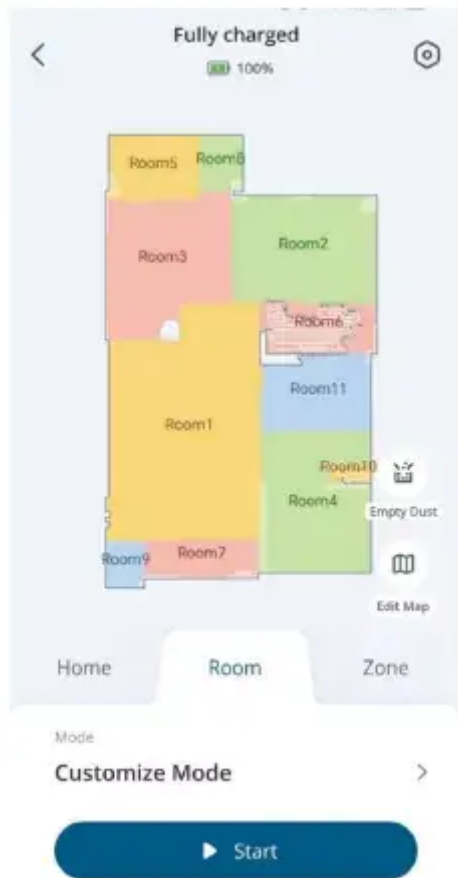 Fully charged
100%
Room5 Room8
Room3 Room2
Room6
Room11
Room1
Room10
Room4
Empty Dust
Room9 Room7
Edit Map
Home Room Zone
Mode
Customize Mode
Start